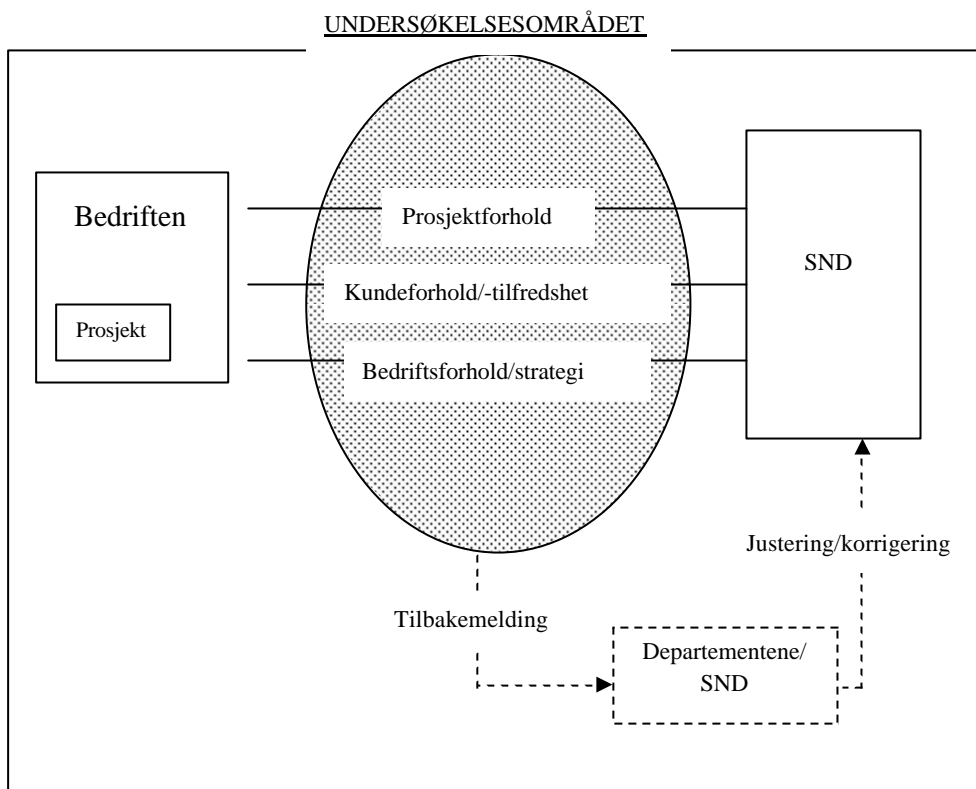 UNDERSØKELSESOMRÅDET
Bedriften
Prosjekt
Prosjektforhold
Kundeforhold/-tilfredshet
Bedriftsforhold/strategi
SND
Justering/korrigering
Tilbakemelding
Departementene/
SND